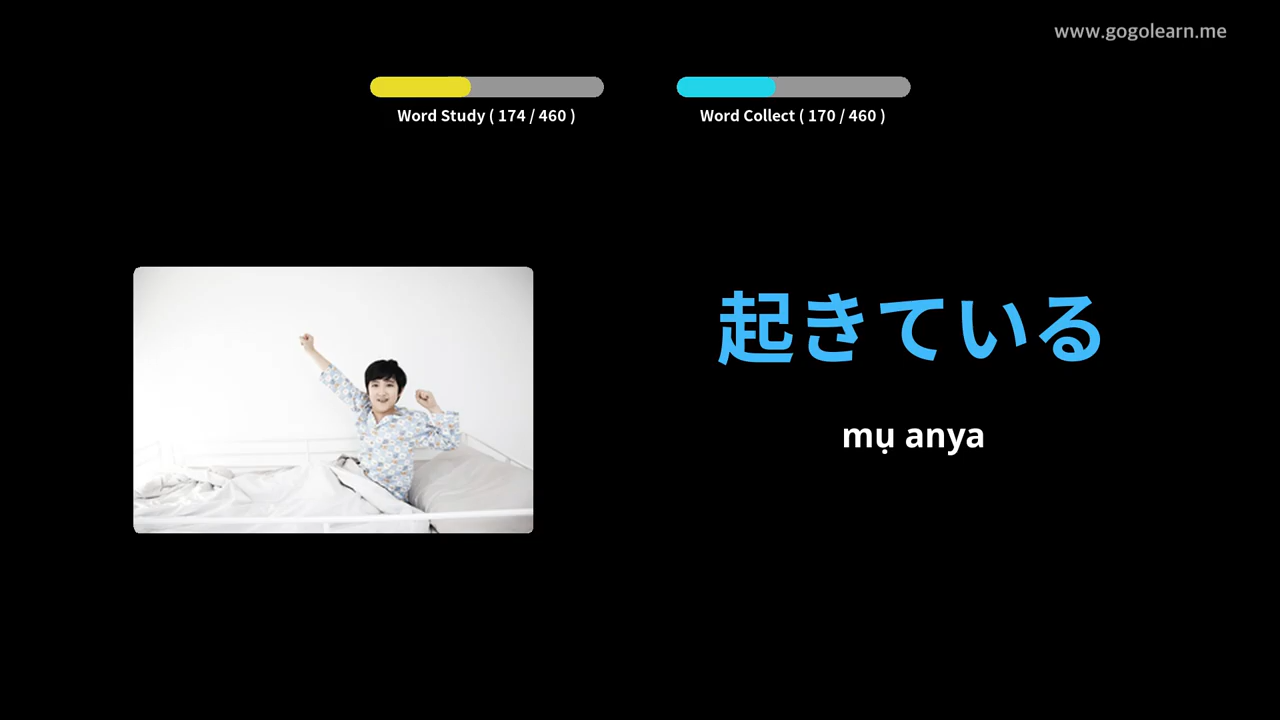 www.gogolearn.me
Word Study ( 174 / 460 )
Word Collect ( 170 / 460 )
起きている
mụ anya